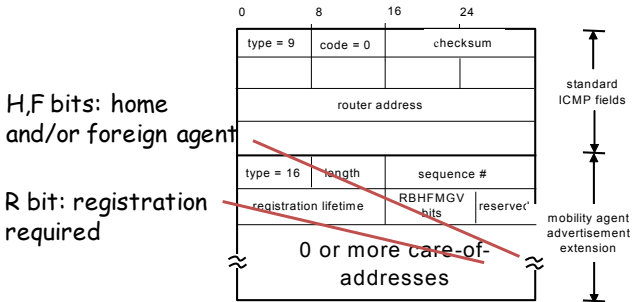 0 8 16 24
type = 9 code = 0 checksum
standard
ICMP fields
router address
H,F bits: home
and/or foreign agent
type = 16 length sequence #
R bit: registration
required
registration lifetime RBHFMGV
bits reserved
mobility agent
advertisement
extension
0 or more care-of-
addresses